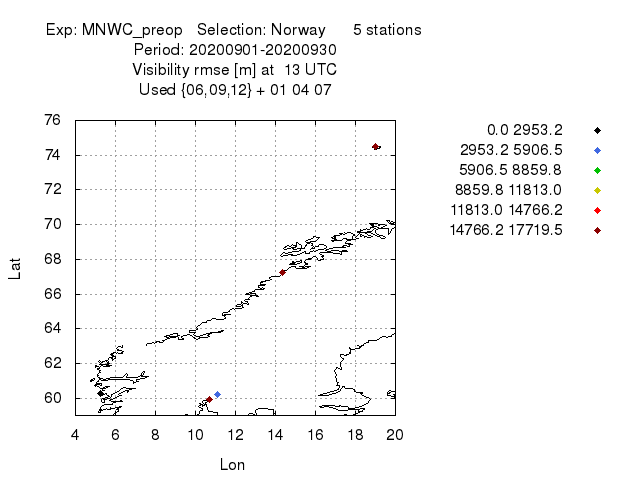 Exp: MNWC_preop   Selection: Norway      5 stations
Period: 20200901-20200930
Visibility rmse [m] at  13 UTC
Used {06,09,12} + 01 04 07
0.0 2953.2
2953.2 5906.5
5906.5 8859.8
8859.8 11813.0
11813.0 14766.2
14766.2 17719.5
76
74
72
70
68
66
64
62
60
Lat
4 6 8 10 12 14 16 18 20
Lon